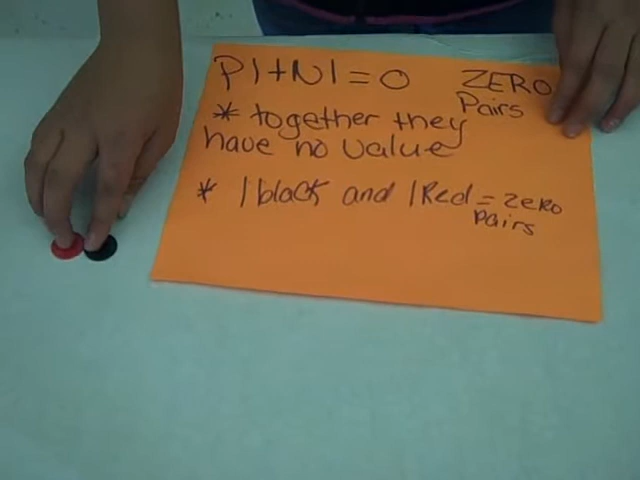 P1+N1=0 ZERO
Pairs
* together they
have no value
* 1 black and 1 Red = zero
pairs